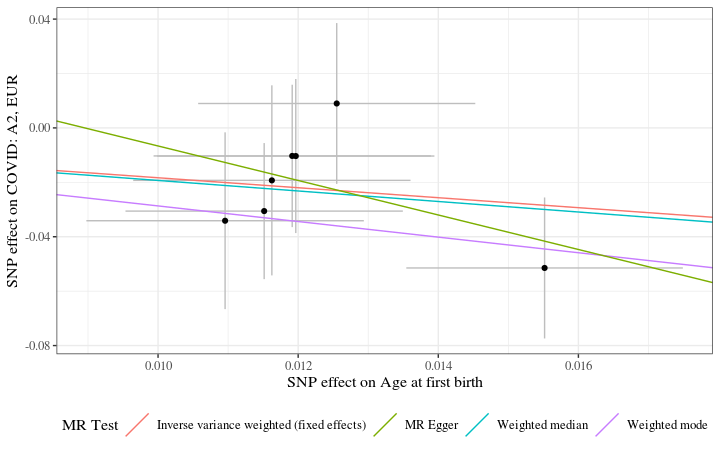 0.04
0.00
-0.04
-0.08
SNP effect on COVID: A2, EUR
0.010 0.012 0.014 0.016
SNP effect on Age at first birth
MR Test Inverse variance weighted (fixed effects) MR Egger Weighted median Weighted mode